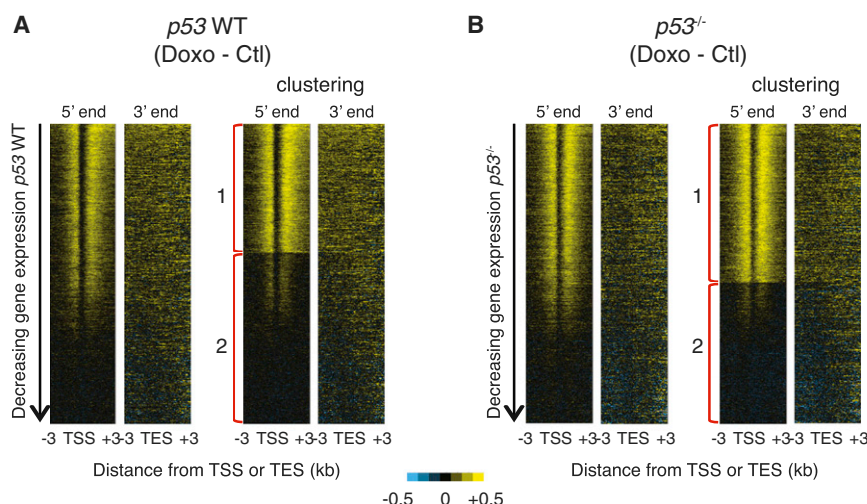 A
p53 WT
(Doxo - Ctl)
clustering
5’ end
3’ end
5’ end
3’ end
Decreasing gene expression p53 WT
1
2
-3 TSS +3-3 TES +3
-3 TSS +3-3 TES +3
Distance from TSS or TES (kb)
B
p53-/-
(Doxo - Ctl)
clustering
5’ end
3’ end
5’ end
3’ end
Decreasing gene expression p53-/-
1
2
-3 TSS +3-3 TES +3
-3 TSS +3-3 TES +3
Distance from TSS or TES (kb)
-0.5 0 +0.5